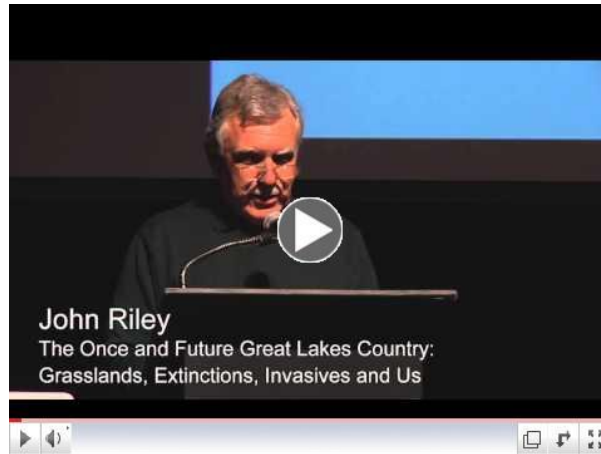 John Riley
The Once and Future Great Lakes Country:
Grasslands, Extinctions, Invasives and Us